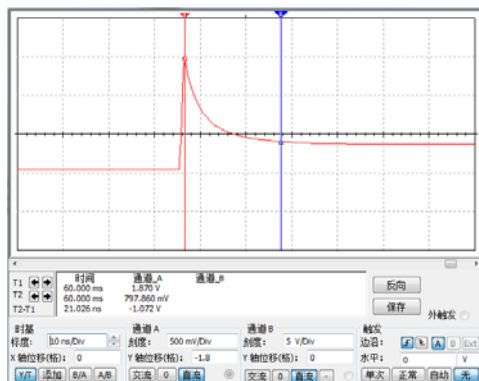 T1
T2
T2-T1
时间 通道_A 通道_B
60.000 ms 1.870 V
60.000 ms 797.860 mV
21.026 ns -1.072 V
反向
保存
外触发
时基
标度: 10 ns/Div
X 轴位移(格): 0
Y/T 添加 B/A A/B
通道 A
刻度: 500 mV/Div
Y 轴位移(格): -1.8
交流 0 直流
通道 B
刻度: 5 V/Div
Y 轴位移(格): 0
交流 0 直流 -
触发
边沿: A B Ext
水平: 0 V
单次 正常 自动 无